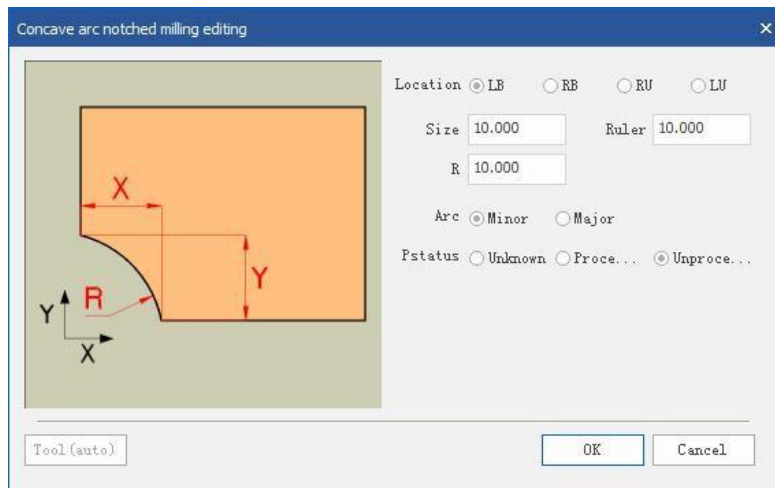 Concave arc notched milling editing
Location LB RB RU LU
Size 10.000 Ruler 10.000
R 10.000
Arc Minor Major
Pstatus Unknown Proce... Unproce...
X
Y
R
Y
X
Tool(auto) OK Cancel